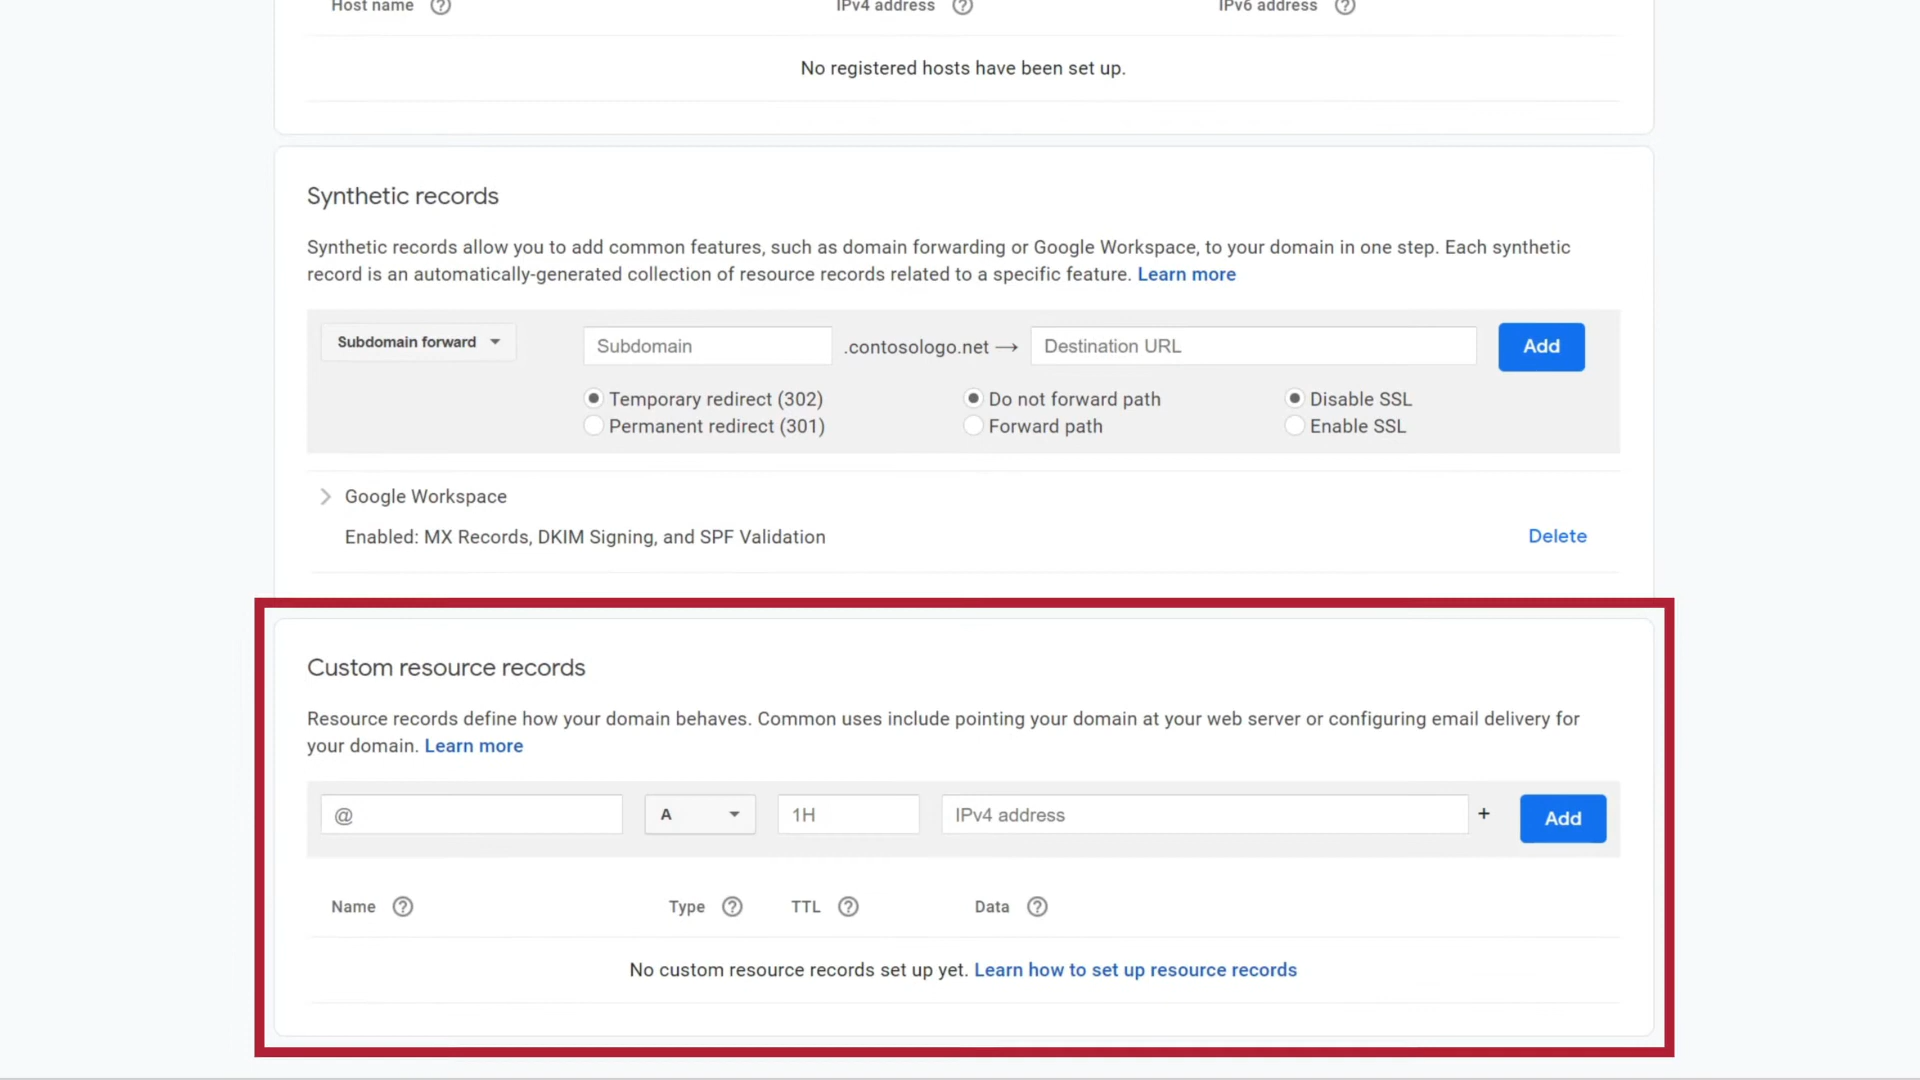 Host name IPv4 address IPv6 address
No registered hosts have been set up.
Synthetic records
Synthetic records allow you to add common features, such as domain forwarding or Google Workspace, to your domain in one step. Each synthetic
record is an automatically-generated collection of resource records related to a specific feature. Learn more
Subdomain forward Subdomain .contosologo.net → Destination URL Add
Temporary redirect (302) Do not forward path Disable SSL
Permanent redirect (301) Forward path Enable SSL
Google Workspace
Enabled: MX Records, DKIM Signing, and SPF Validation Delete
Custom resource records
Resource records define how your domain behaves. Common uses include pointing your domain at your web server or configuring email delivery for
your domain. Learn more
@ A 1H IPv4 address + Add
Name Type TTL Data
No custom resource records set up yet. Learn how to set up resource records